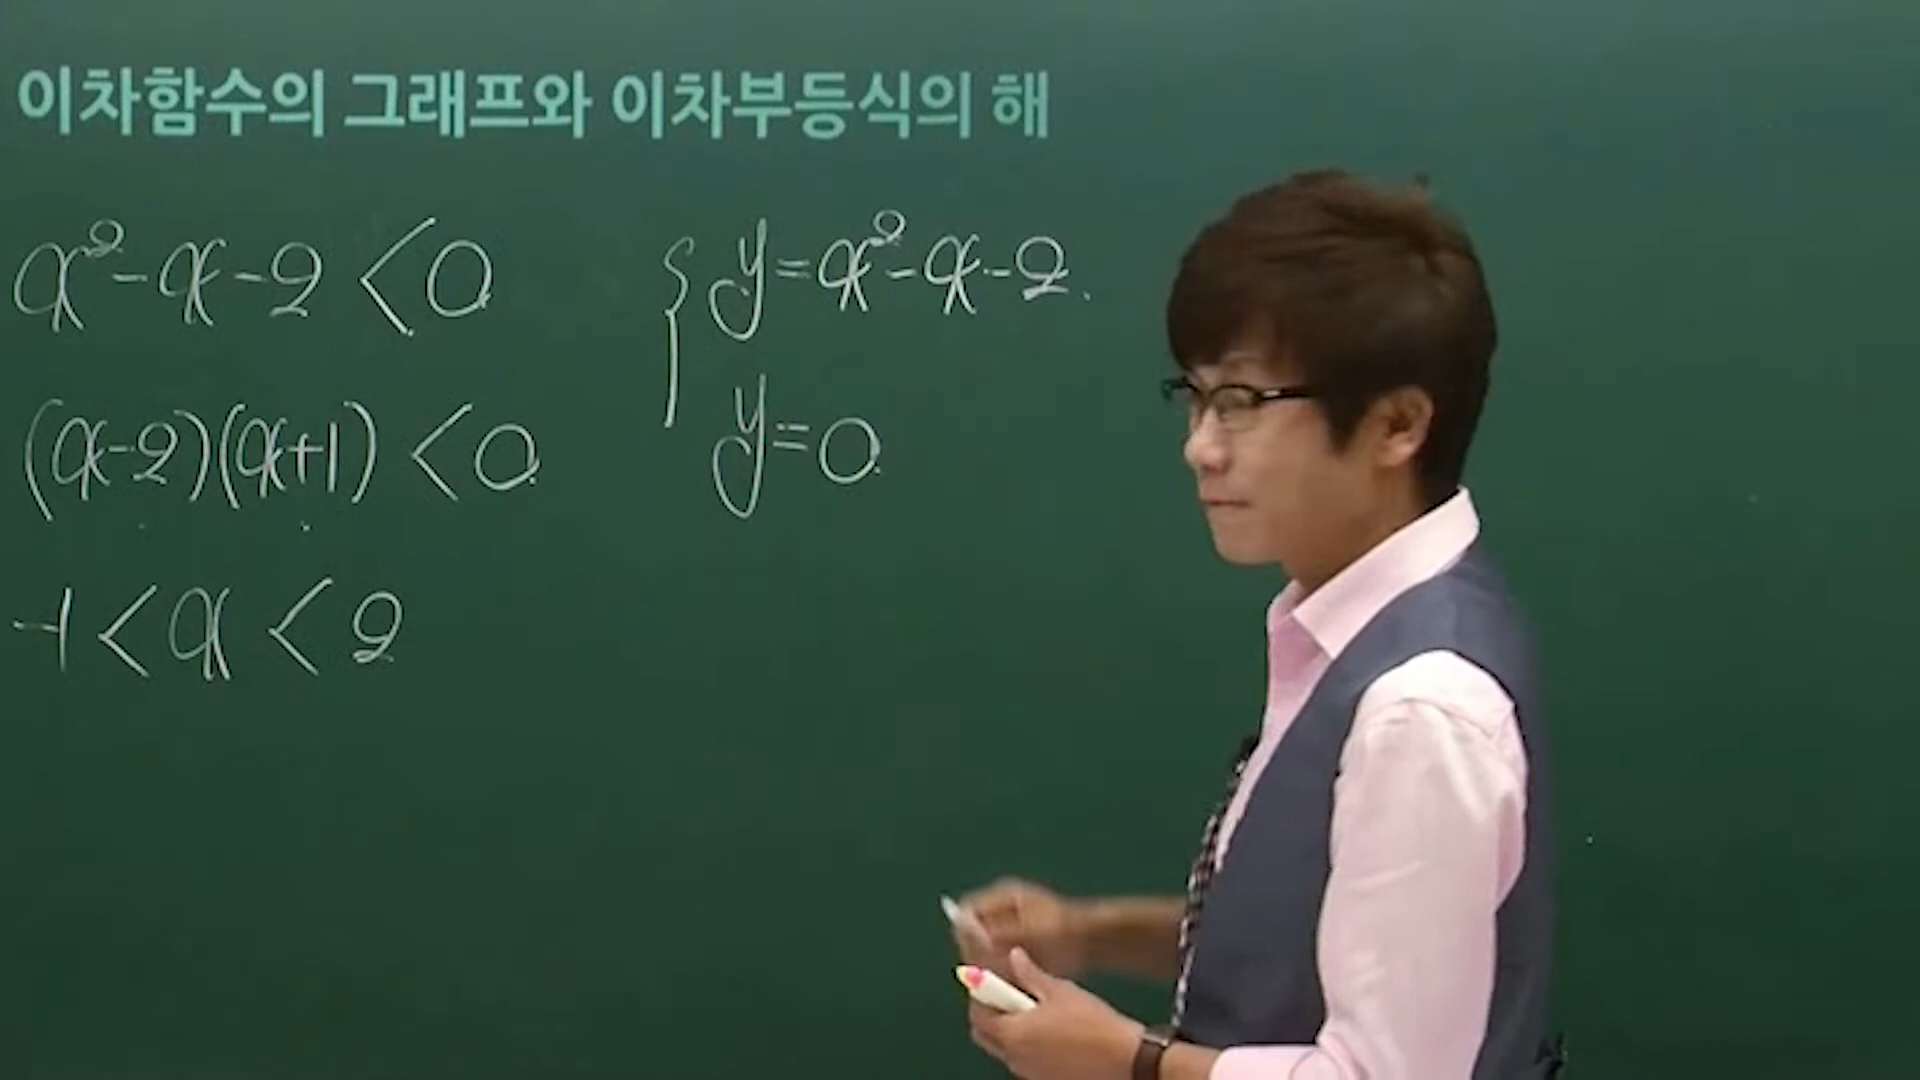 이차함수의 그래프와 이차부등식의 해
x²-x-2<0
(x-2)(x+1)<0
-1<x<2
y=x²-x-2
y=0